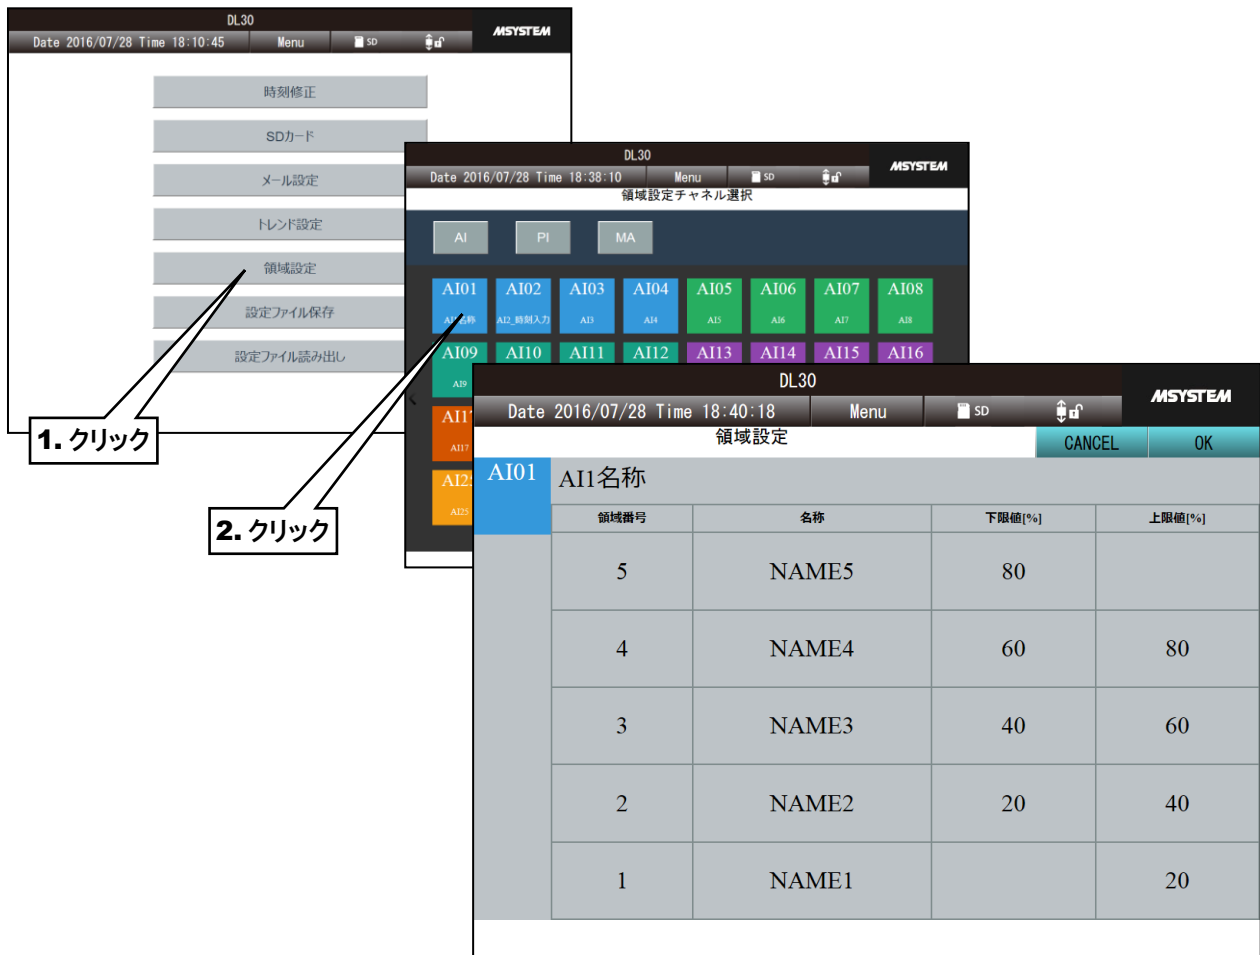 DL30
MSYSTEM
Date 2016/07/28 Time 18:10:45 Menu SD
時刻修正
SDカード
メール設定
トレンド設定
領域設定
設定ファイル保存
設定ファイル読み出し
1. クリック
DL30
MSYSTEM
Date 2016/07/28 Time 18:38:10 Menu SD
領域設定チャネル選択
AI PI MA
AI01 AI02 AI03 AI04 AI05 AI06 AI07 AI08
AI2_時刻入力 AI3 AI4 AI5 AI6 AI7 AI8
AI09 AI10 AI11 AI12 AI13 AI14 AI15 AI16
AI9
AI17
AI25
AI25
2. クリック
DL30
MSYSTEM
Date 2016/07/28 Time 18:40:18 Menu SD
領域設定
CANCEL OK
AI01 AI1名称
領域番号 名称 下限値[%] 上限値[%]
5 NAME5 80
4 NAME4 60 80
3 NAME3 40 60
2 NAME2 20 40
1 NAME1 20